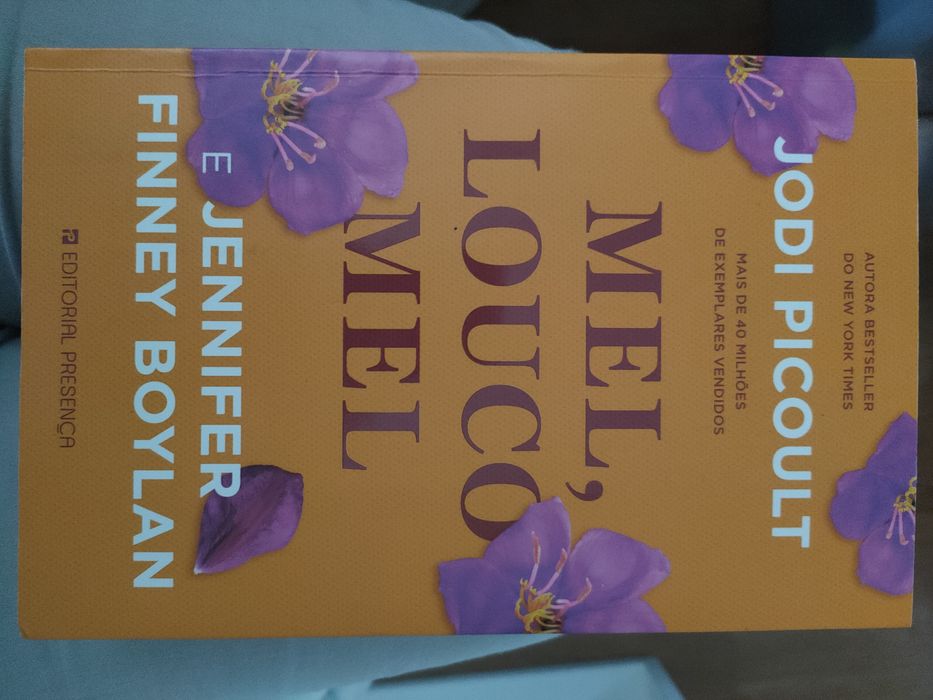 AUTORA BESTSELLER
DO NEW YORK TIMES
JODI PICOULT
MAIS DE 40 MILHÕES
DE EXEMPLARES VENDIDOS
MEL,
LOUCO
MEL
E JENNIFER
FINNEY BOYLAN
EDITORIAL PRESENÇA